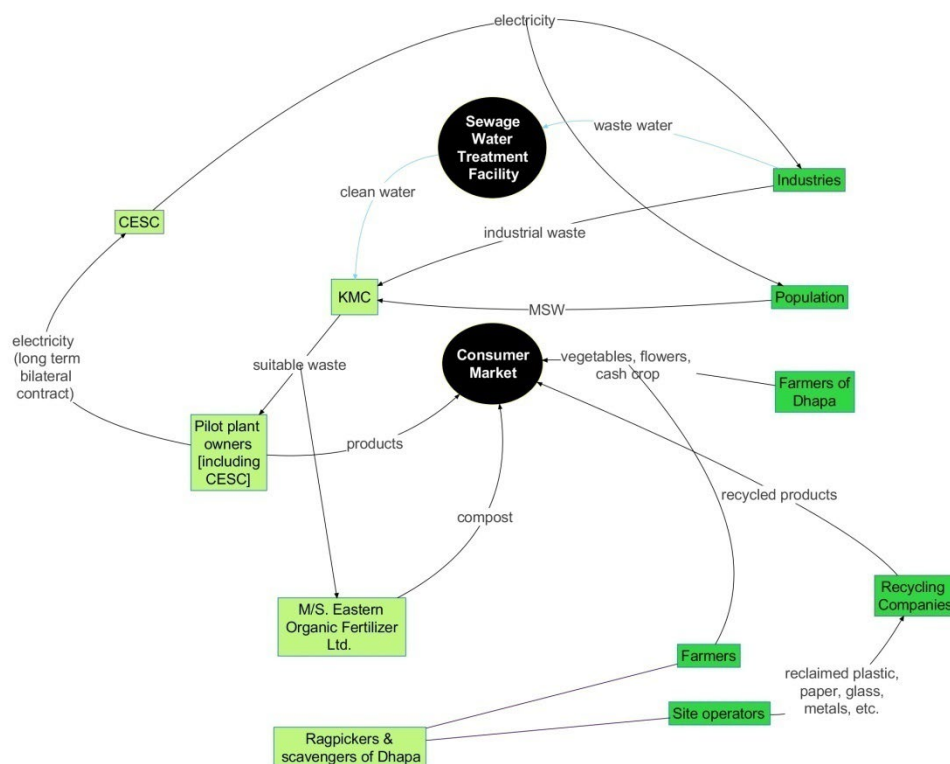 electricity
Sewage
Water
Treatment
Facility
waste water
Industries
clean water
CESC
industrial waste
KMC
Population
MSW
electricity
(long term
bilateral
contract)
suitable waste
Consumer
Market
vegetables, flowers,
cash crop
Farmers of
Dhapa
Pilot plant
owners
[including
CESC]
products
recycled products
compost
M/S. Eastern
Organic Fertilizer
Ltd.
Recycling
Companies
Farmers
reclaimed plastic,
paper, glass,
metals, etc.
Site operators
Ragpickers &
scavengers of Dhapa